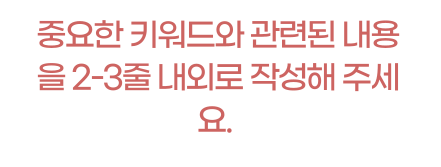 중요한 키워드와 관련된 내용
을 2-3줄 내외로 작성해 주세
요.